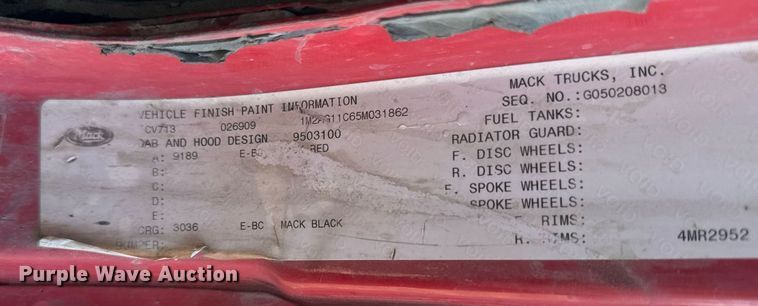 Mack
VEHICLE FINISH PAINT INFORMATION
CV713 026909 1M2AG11C65M031862
CAB AND HOOD DESIGN 9503100
A: 9189 E-BC RED
B:
C:
D:
E:
CRG: 3036 E-BC MACK BLACK
BUMPER:
MACK TRUCKS, INC.
SEQ. NO.:G050208013
FUEL TANKS:
RADIATOR GUARD:
F. DISC WHEELS:
R. DISC WHEELS:
F. SPOKE WHEELS:
SPOKE WHEELS:
F. RIMS:
R. RIMS: 4MR2952
Purple Wave Auction